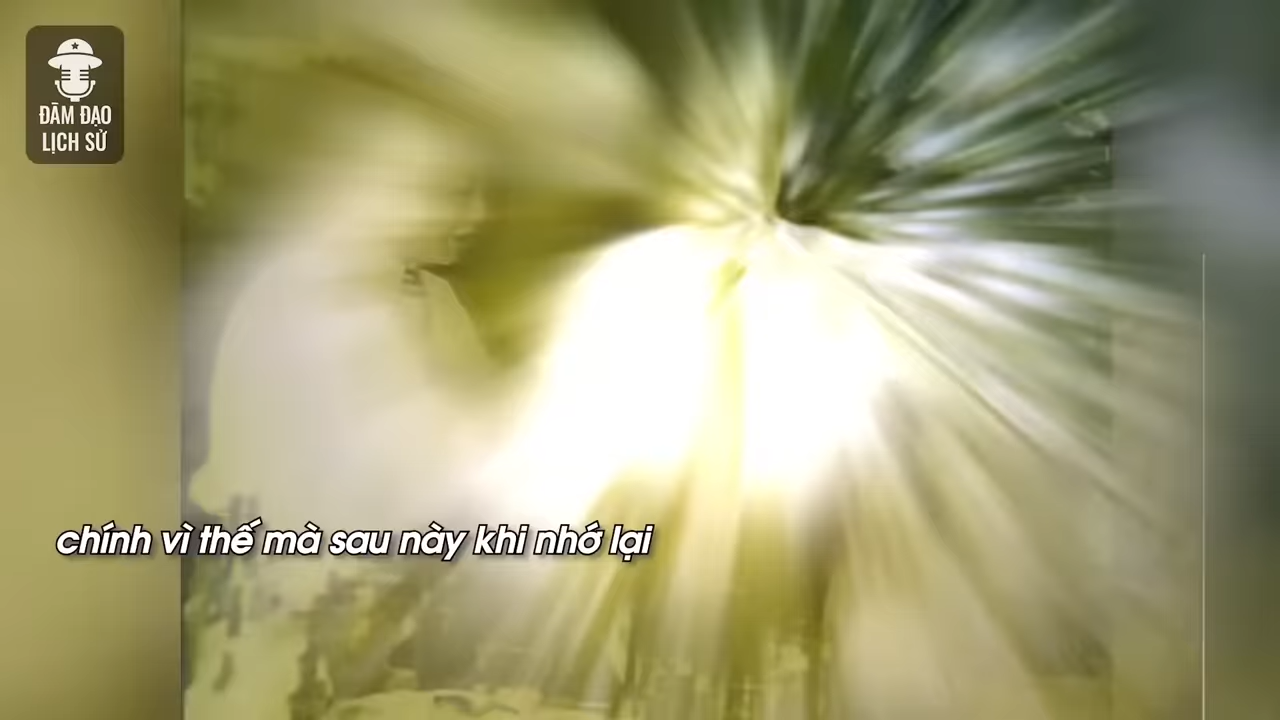 ĐÀM ĐẠO
LỊCH SỬ
chính vì thế mà sau này khi nhớ lại